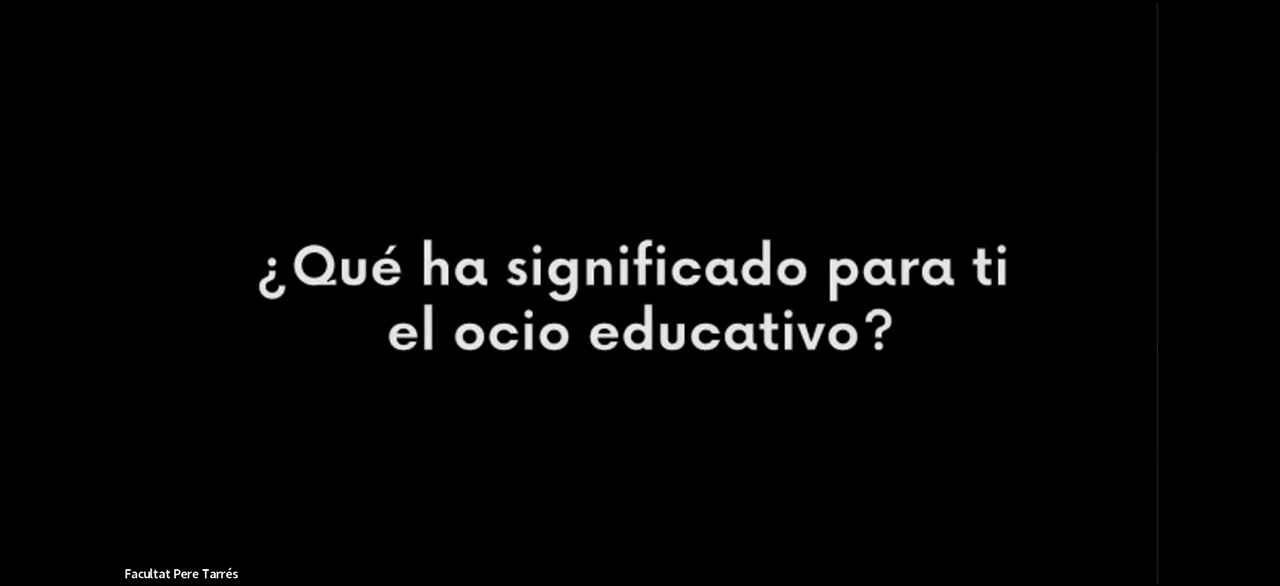 ¿Qué ha significado para ti
el ocio educativo?
Facultat Pere Tarrés